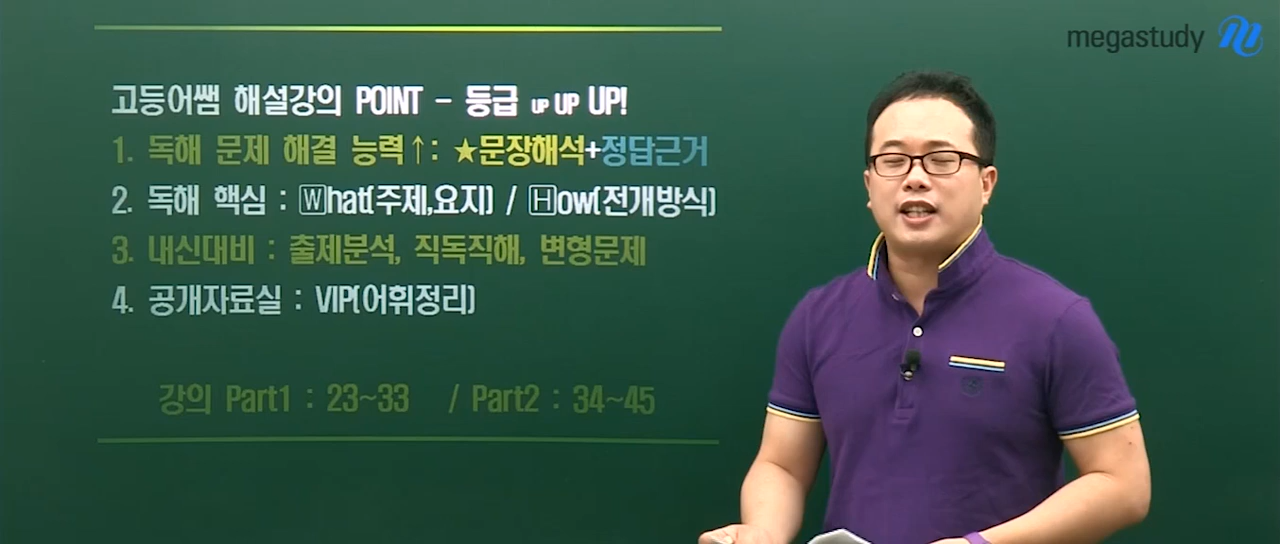 megastudy
고등어쌤 해설강의 POINT - 등급 UP UP UP!
1. 독해 문제 해결 능력↑: ★문장해석+정답근거
2. 독해 핵심 : What(주제,요지) / How(전개방식)
3. 내신대비 : 출제분석, 직독직해, 변형문제
4. 공개자료실 : VIP(어휘정리)
강의 Part1 : 23~33 / Part2 : 34~45